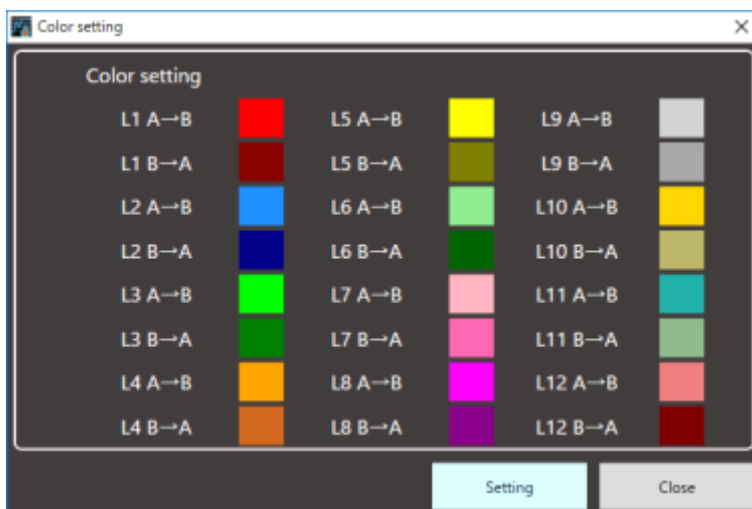 Color setting
Color setting
L1 A→B L5 A→B L9 A→B
L1 B→A L5 B→A L9 B→A
L2 A→B L6 A→B L10 A→B
L2 B→A L6 B→A L10 B→A
L3 A→B L7 A→B L11 A→B
L3 B→A L7 B→A L11 B→A
L4 A→B L8 A→B L12 A→B
L4 B→A L8 B→A L12 B→A
Setting Close